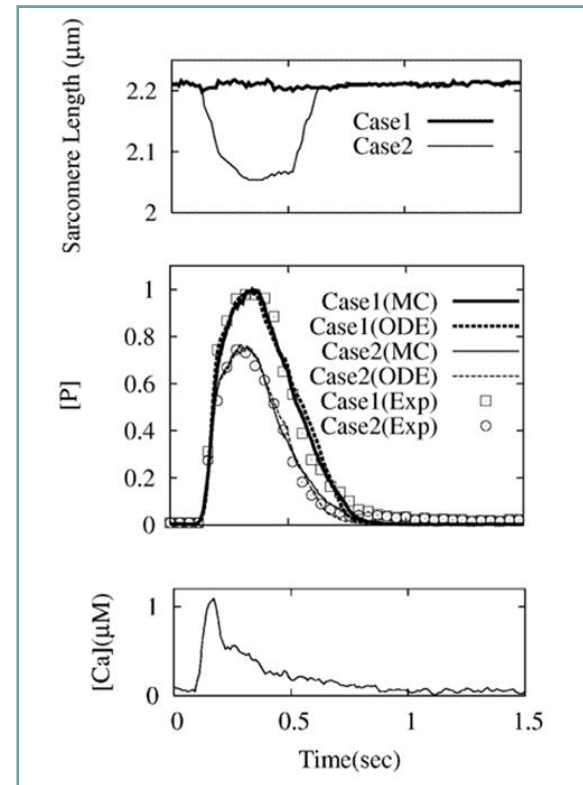 Sarcomere Length (μm)
2.2
2.1
2
Case1
Case2
[P]
1
0.8
0.6
0.4
0.2
0
Case1(MC)
Case1(ODE)
Case2(MC)
Case2(ODE)
Case1(Exp)
Case2(Exp)
[Ca](μM)
1
0
0 0.5 1 1.5
Time(sec)